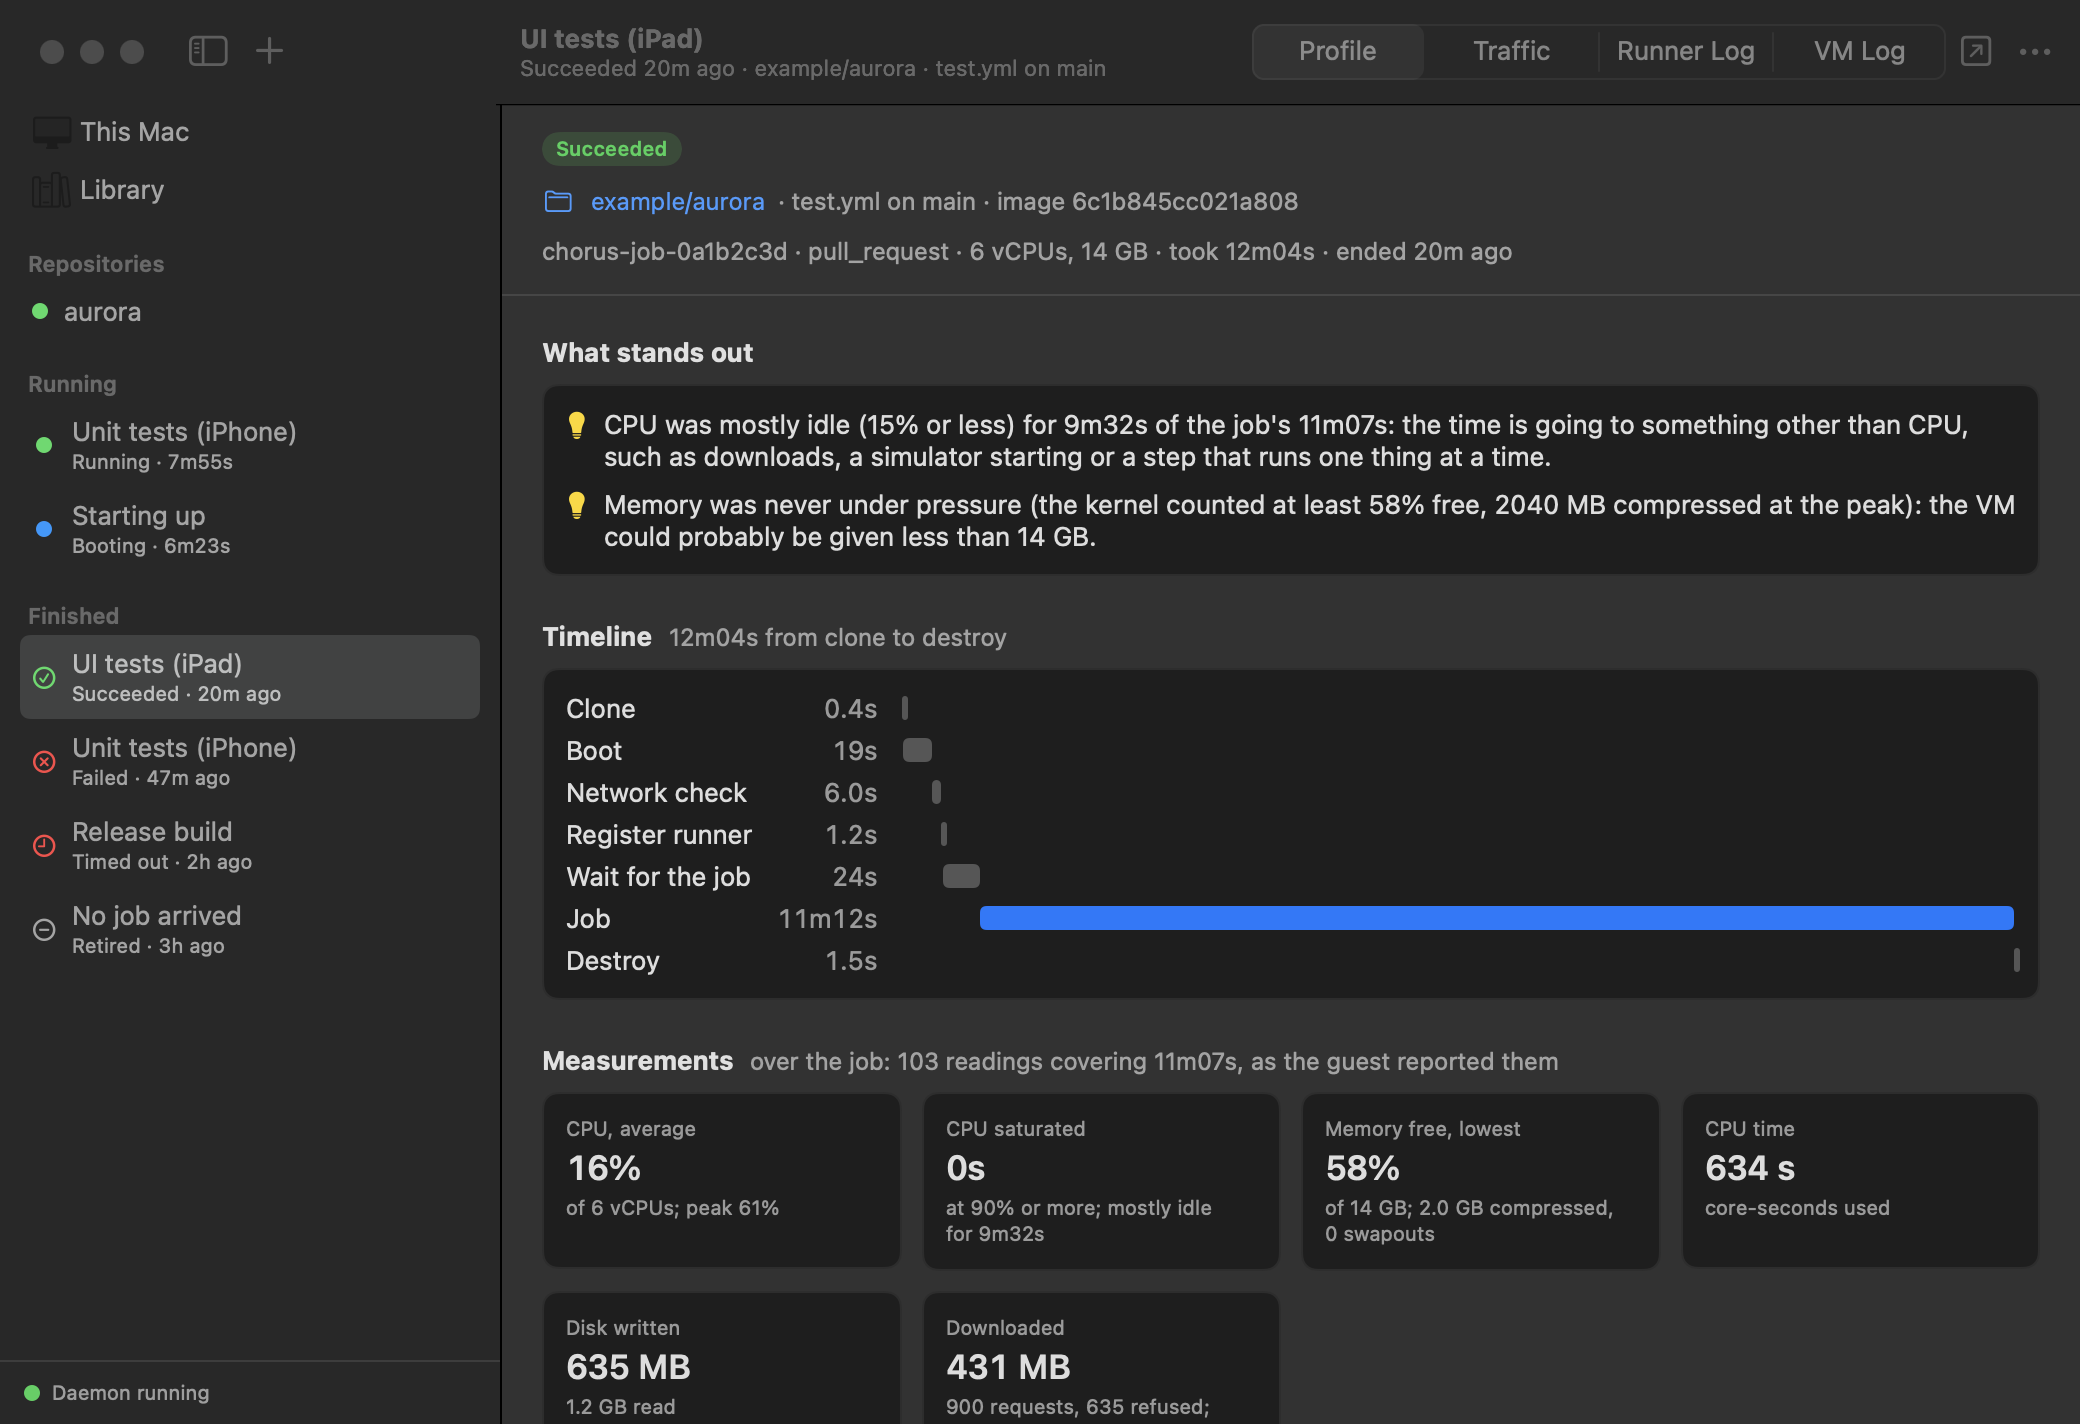 UI tests (iPad)
Succeeded 20m ago · example/aurora · test.yml on main
Profile
Traffic
Runner Log
VM Log
This Mac
Library
Repositories
aurora
Running
Unit tests (iPhone)
Running · 7m55s
Starting up
Booting · 6m23s
Finished
UI tests (iPad)
Succeeded · 20m ago
Unit tests (iPhone)
Failed · 47m ago
Release build
Timed out · 2h ago
No job arrived
Retired · 3h ago
Daemon running
Succeeded
example/aurora · test.yml on main · image 6c1b845cc021a808
chorus-job-0a1b2c3d · pull_request · 6 vCPUs, 14 GB · took 12m04s · ended 20m ago
What stands out
CPU was mostly idle (15% or less) for 9m32s of the job's 11m07s: the time is going to something other than CPU,
such as downloads, a simulator starting or a step that runs one thing at a time.
Memory was never under pressure (the kernel counted at least 58% free, 2040 MB compressed at the peak): the VM
could probably be given less than 14 GB.
Timeline 12m04s from clone to destroy
Clone 0.4s
Boot 19s
Network check 6.0s
Register runner 1.2s
Wait for the job 24s
Job 11m12s
Destroy 1.5s
Measurements over the job: 103 readings covering 11m07s, as the guest reported them
CPU, average
16%
of 6 vCPUs; peak 61%
CPU saturated
0s
at 90% or more; mostly idle
for 9m32s
Memory free, lowest
58%
of 14 GB; 2.0 GB compressed,
0 swapouts
CPU time
634 s
core-seconds used
Disk written
635 MB
1.2 GB read
Downloaded
431 MB
900 requests, 635 refused;